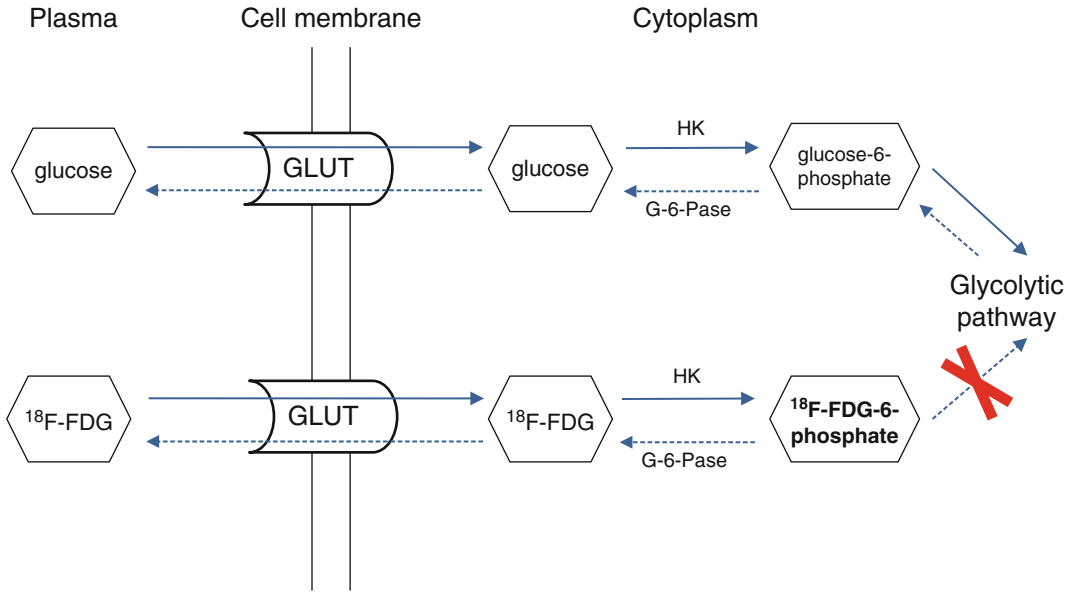 Plasma
Cell membrane
Cytoplasm
glucose
GLUT
glucose
HK
G-6-Pase
glucose-6-
phosphate
Glycolytic
pathway
¹⁸F-FDG
GLUT
¹⁸F-FDG
HK
G-6-Pase
¹⁸F-FDG-6-
phosphate